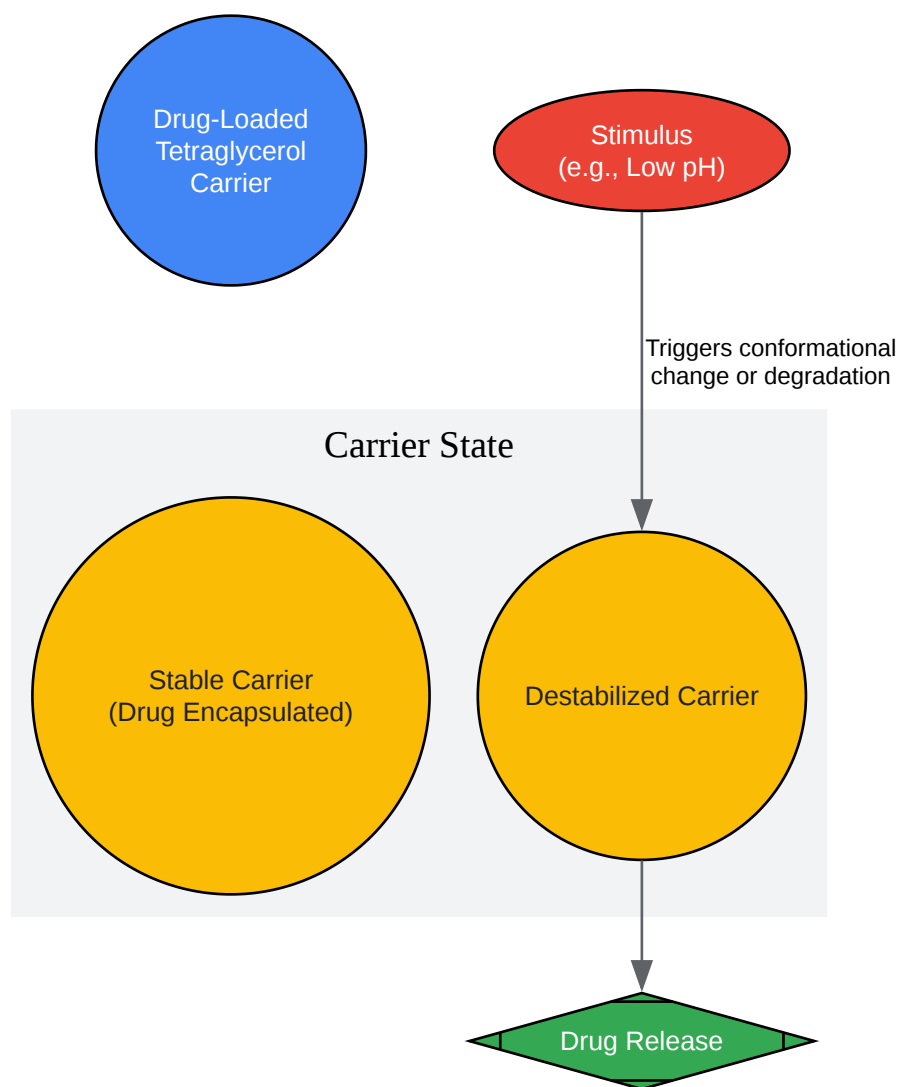 Drug-Loaded
Tetraglycerol
Carrier
Stimulus
(e.g., Low pH)
Triggers conformational
change or degradation
Carrier State
Stable Carrier
(Drug Encapsulated)
Destabilized Carrier
Drug Release